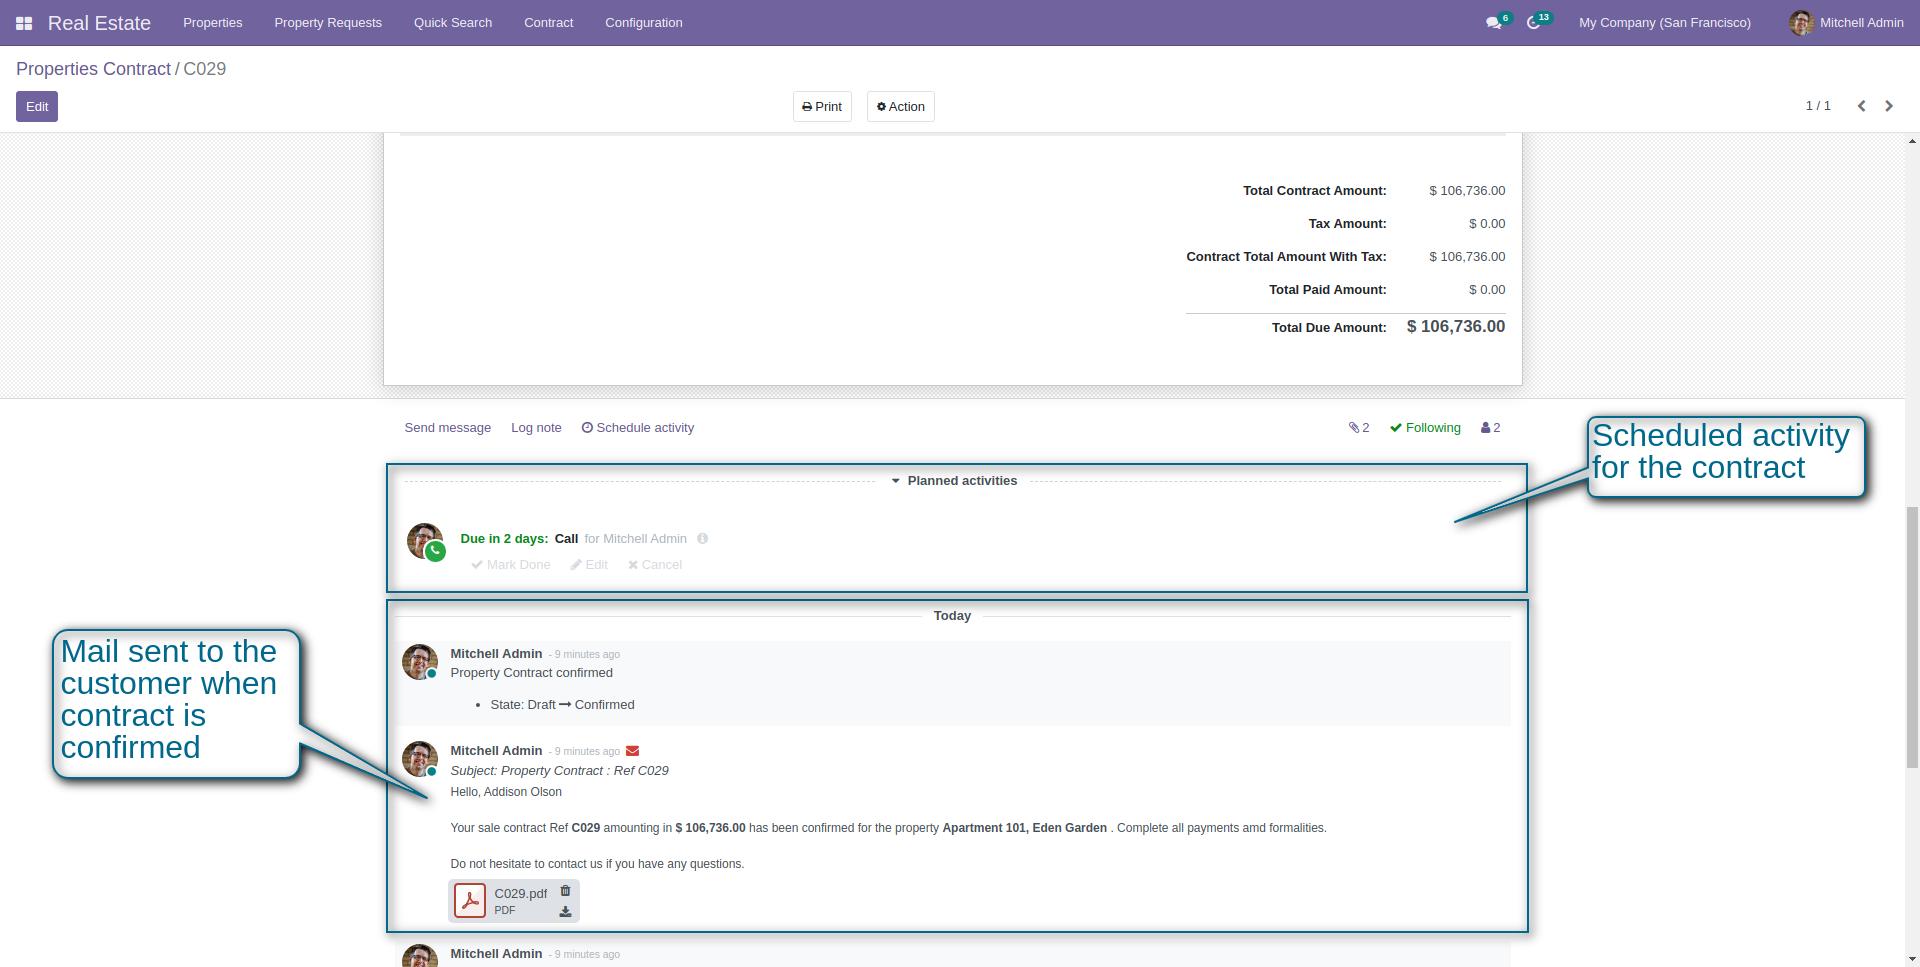 Real Estate Properties Property Requests Quick Search Contract Configuration 6 13 My Company (San Francisco) Mitchell Admin
Properties Contract / C029
Edit Print Action 1 / 1
Total Contract Amount: $ 106,736.00
Tax Amount: $ 0.00
Contract Total Amount With Tax: $ 106,736.00
Total Paid Amount: $ 0.00
Total Due Amount: $ 106,736.00
Send message Log note Schedule activity 2 Following 2
Scheduled activity
for the contract
Planned activities
Due in 2 days: Call for Mitchell Admin
Mark Done Edit Cancel
Today
Mail sent to the
customer when
contract is
confirmed
Mitchell Admin - 9 minutes ago
Property Contract confirmed
• State: Draft → Confirmed
Mitchell Admin - 9 minutes ago
Subject: Property Contract : Ref C029
Hello, Addison Olson
Your sale contract Ref C029 amounting in $ 106,736.00 has been confirmed for the property Apartment 101, Eden Garden . Complete all payments amd formalities.
Do not hesitate to contact us if you have any questions.
C029.pdf
PDF
Mitchell Admin - 9 minutes ago